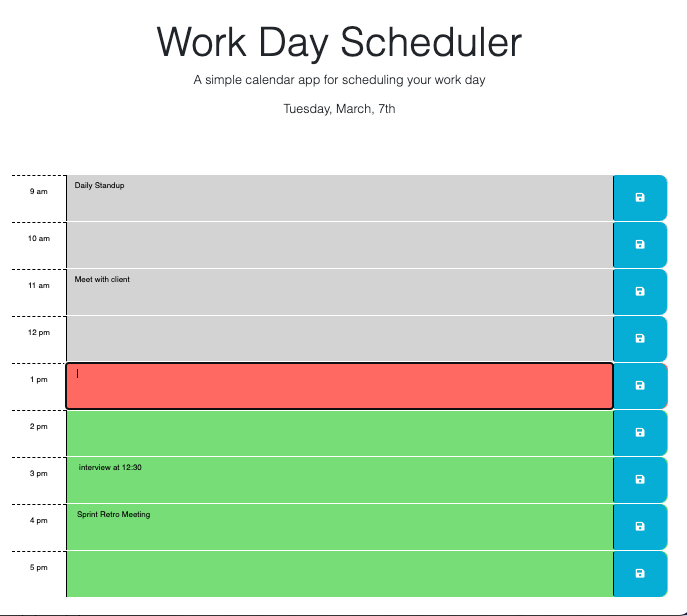 Work Day Scheduler
A simple calendar app for scheduling your work day
Tuesday, March, 7th
9 am Daily Standup
10 am
11 am Meet with client
12 pm
1 pm
2 pm
3 pm interview at 12:30
4 pm Sprint Retro Meeting
5 pm